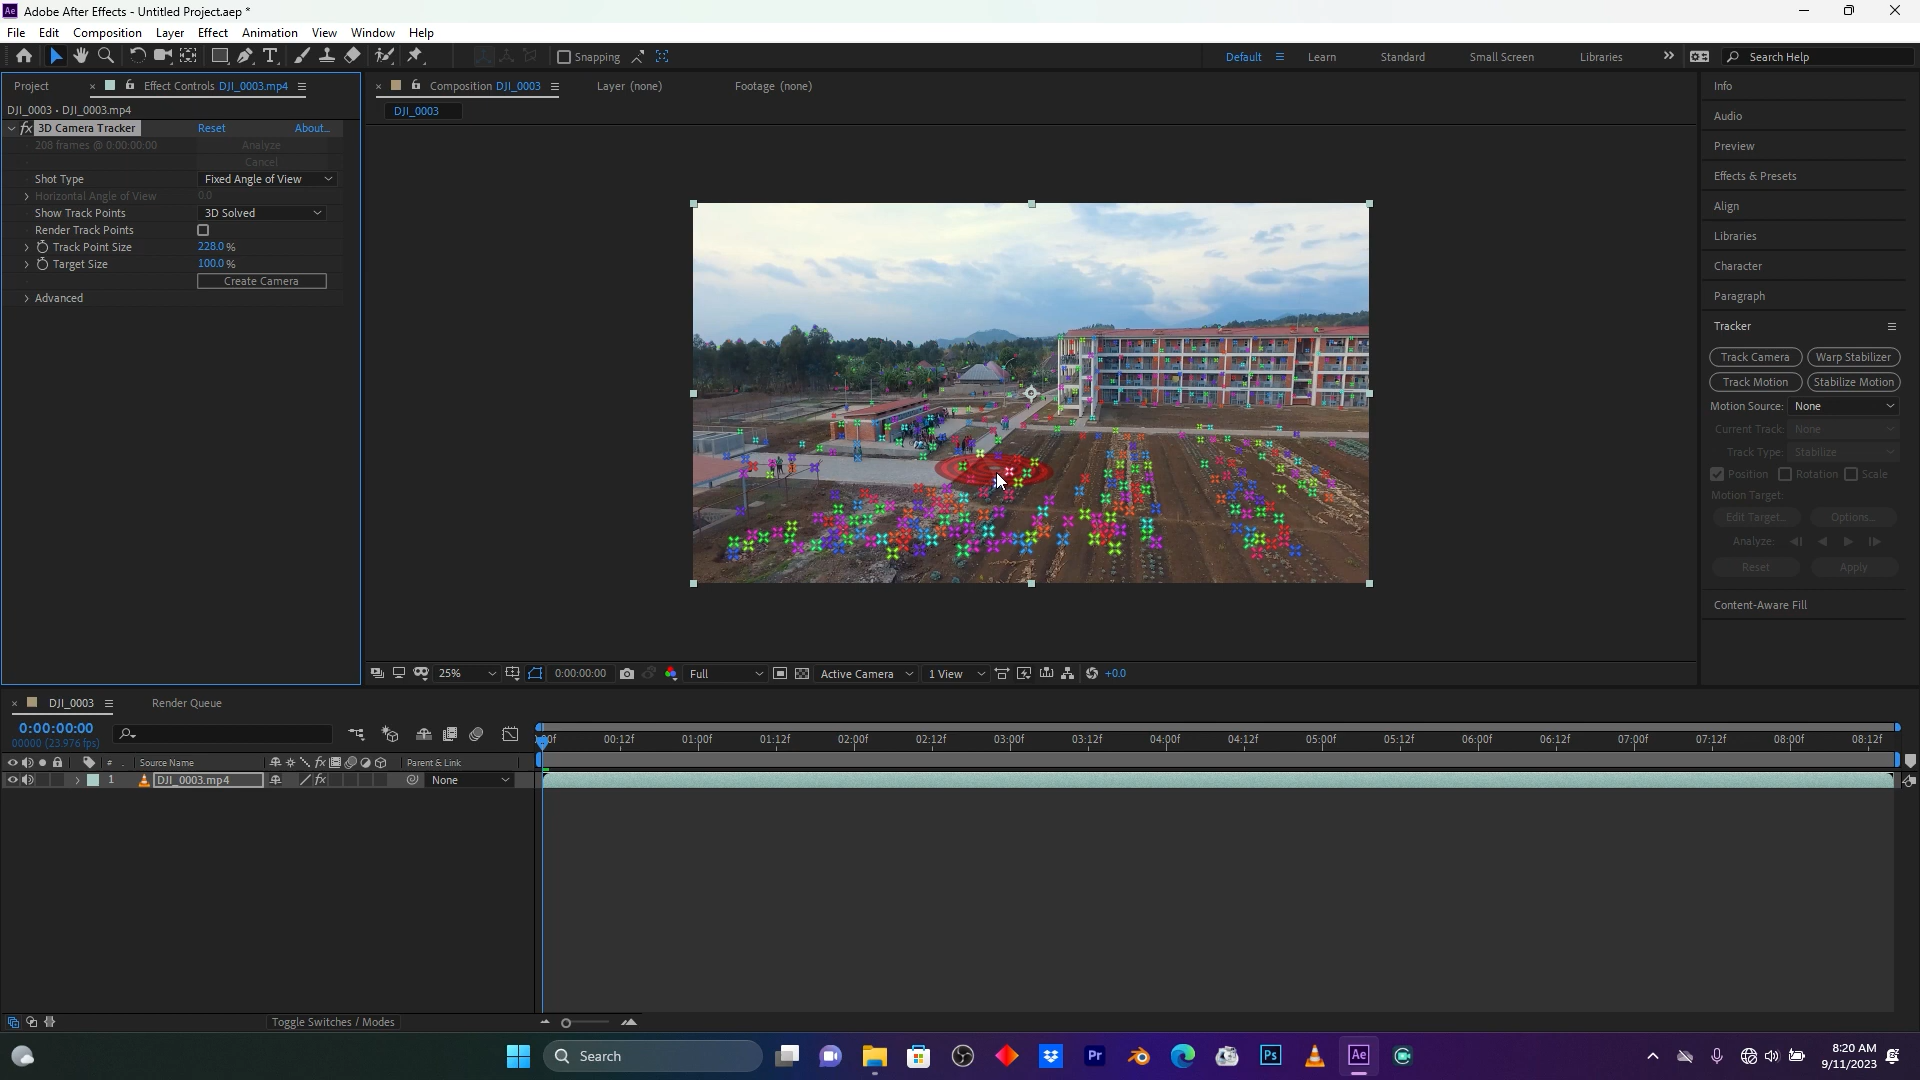 Ae Adobe After Effects - Untitled Project.aep *
File Edit Composition Layer Effect Animation View Window Help
Snapping Default Learn Standard Small Screen Libraries Search Help
Project Effect Controls DJI_0003.mp4 Composition DJI_0003 Layer (none) Footage (none)
DJI_0003 • DJI_0003.mp4 DJI_0003
fx 3D Camera Tracker Reset About...
208 frames @ 0:00:00:00 Analyze
Cancel
Shot Type Fixed Angle of View
Horizontal Angle of View 0.0
Show Track Points 3D Solved
Render Track Points
Track Point Size 228.0 %
Target Size 100.0 %
Create Camera
Advanced
Info
Audio
Preview
Effects & Presets
Align
Libraries
Character
Paragraph
Tracker
Track Camera Warp Stabilizer
Track Motion Stabilize Motion
Motion Source: None
Current Track: None
Track Type: Stabilize
Position Rotation Scale
Motion Target:
Edit Target... Options...
Analyze:
Reset Apply
Content-Aware Fill
25% 0:00:00:00 Full Active Camera 1 View +0.0
DJI_0003 Render Queue
0:00:00:00
00000 (23.976 fps)
00:12f 01:00f 01:12f 02:00f 02:12f 03:00f 03:12f 04:00f 04:12f 05:00f 05:12f 06:00f 06:12f 07:00f 07:12f 08:00f 08:12f
# Source Name fx Parent & Link
1 DJI_0003.mp4 fx None
Toggle Switches / Modes
Search Pr Ps Ae 8:20 AM
9/11/2023